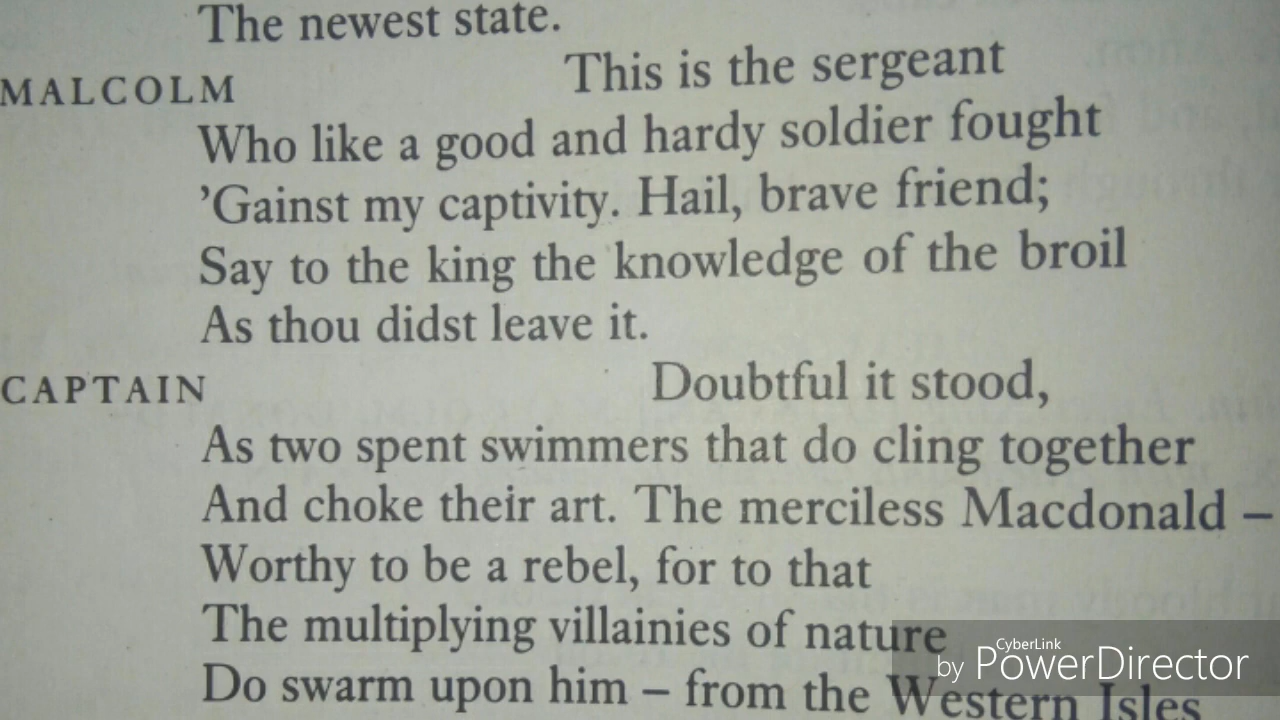 The newest state.
MALCOLM This is the sergeant
Who like a good and hardy soldier fought
'Gainst my captivity. Hail, brave friend;
Say to the king the knowledge of the broil
As thou didst leave it.
CAPTAIN Doubtful it stood,
As two spent swimmers that do cling together
And choke their art. The merciless Macdonald –
Worthy to be a rebel, for to that
The multiplying villainies of nature
Do swarm upon him – from the Western Isles
CyberLink
by PowerDirector